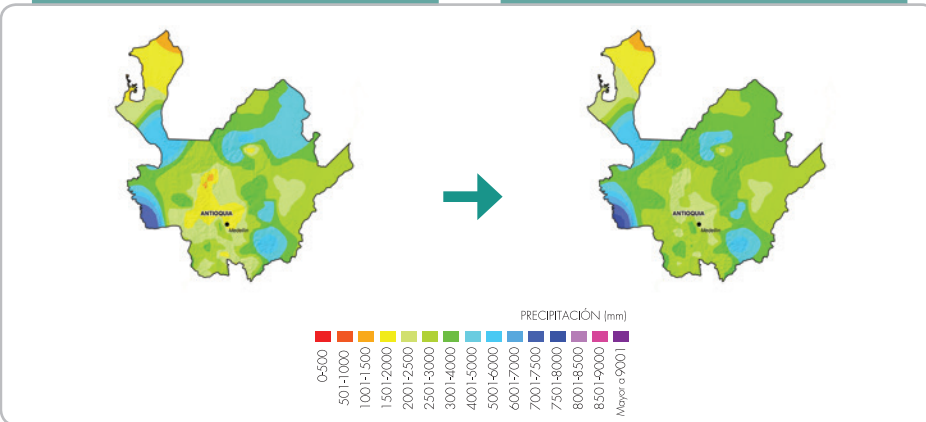 ANTIOQUIA
Medellín
ANTIOQUIA
Medellín
PRECIPITACIÓN (mm)
0-500
501-1000
1001-1500
1501-2000
2001-2500
2501-3000
3001-4000
4001-5000
5001-6000
6001-7000
7001-7500
7501-8000
8001-8500
8501-9000
Mayor a 9001